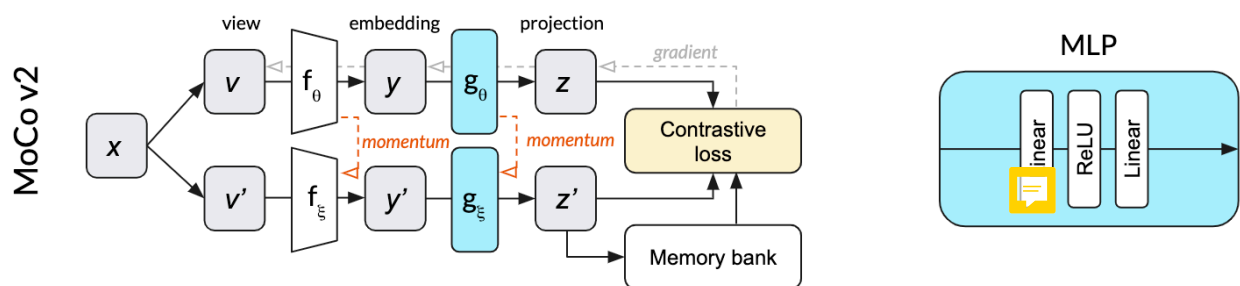 MoCo v2
view
embedding
projection
x
v
f_θ
y
g_θ
z
gradient
momentum
momentum
Contrastive
loss
v'
f_ξ
y'
g_ξ
z'
Memory bank
MLP
inear
ReLU
Linear